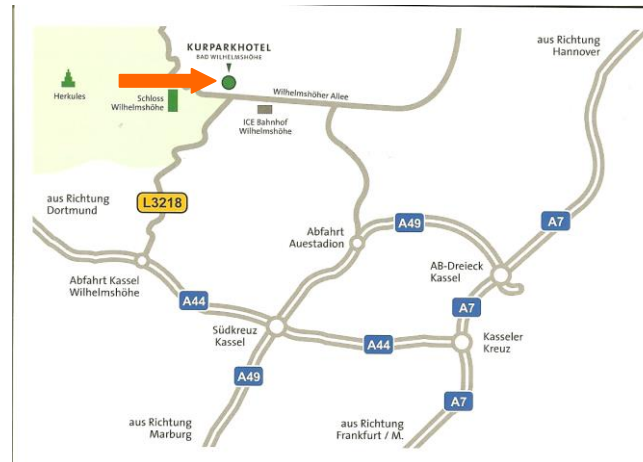 aus Richtung
Hannover
KURPARKHOTEL
BAD WILHELMSHÖHE
Herkules
Schloss
Wilhelmshöhe
Wilhelmshöher Allee
ICE Bahnhof
Wilhelmshöhe
L3218
aus Richtung
Dortmund
Abfahrt
Auestadion
A49
A7
AB-Dreieck
Kassel
Abfahrt Kassel
Wilhelmshöhe
A44
A7
Südkreuz
Kassel
A44
Kasseler
Kreuz
A49
A7
aus Richtung
Marburg
aus Richtung
Frankfurt / M.